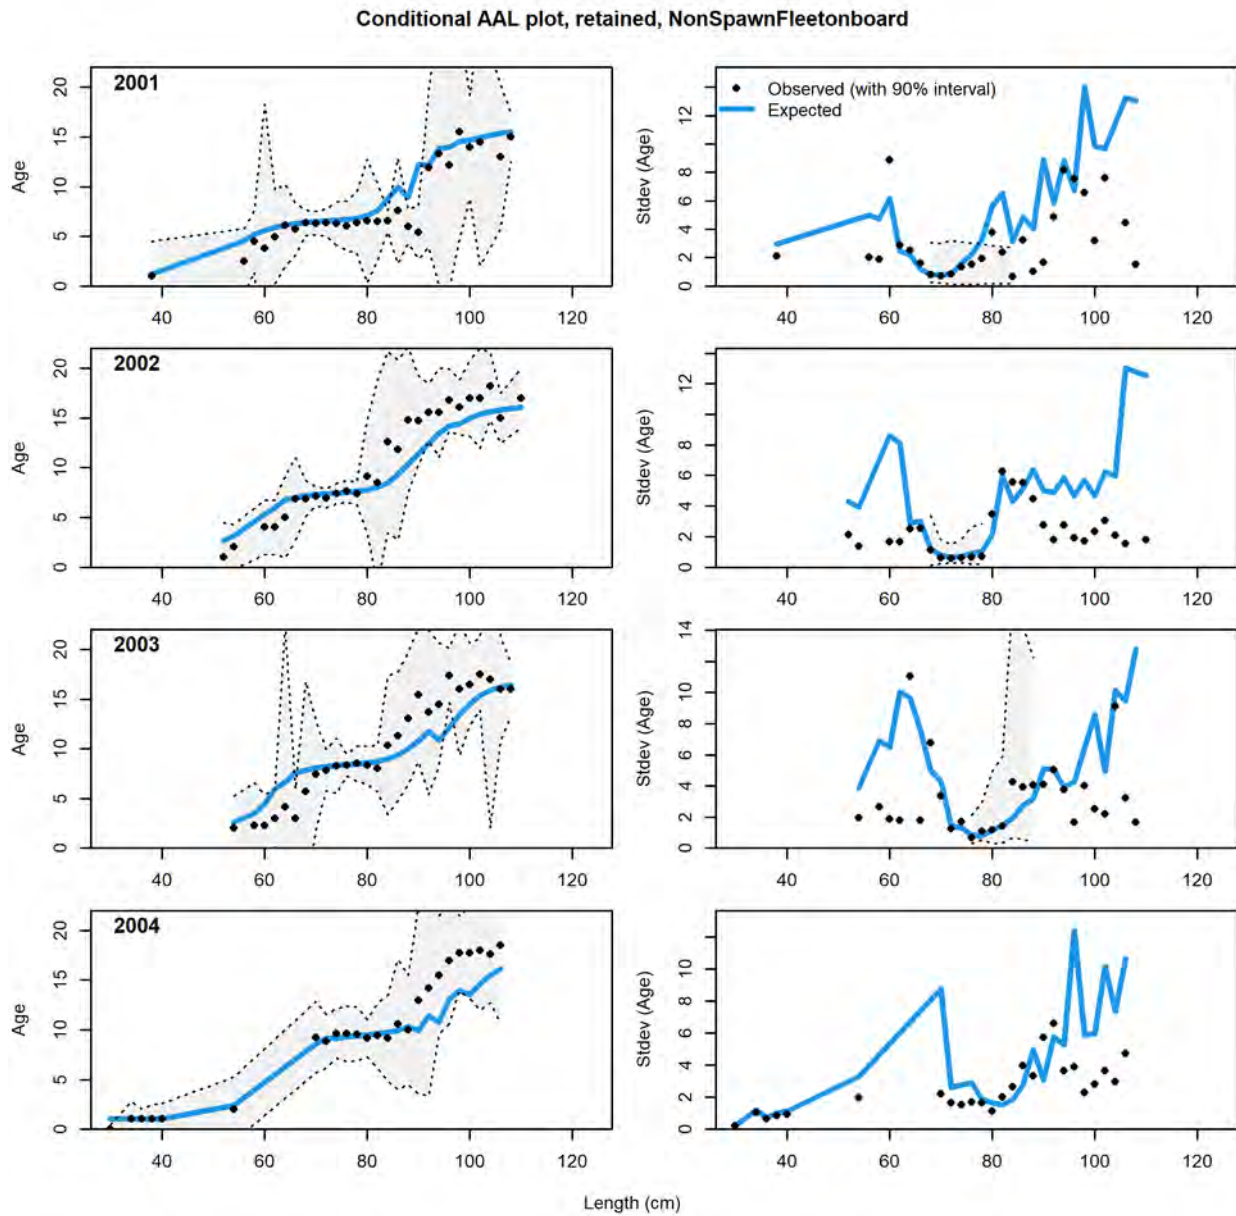 Conditional AAL plot, retained, NonSpawnFleetonboard
2001
Age
0 5 10 15 20
40 60 80 100 120
Observed (with 90% interval)
Expected
Stdev (Age)
0 2 4 6 8 12
40 60 80 100 120
2002
Age
0 5 10 15 20
40 60 80 100 120
Stdev (Age)
0 2 4 6 8 12
40 60 80 100 120
2003
Age
0 5 10 15 20
40 60 80 100 120
Stdev (Age)
0 2 4 6 8 10 14
40 60 80 100 120
2004
Age
0 5 10 15 20
40 60 80 100 120
Stdev (Age)
0 2 4 6 8 10
40 60 80 100 120
Length (cm)